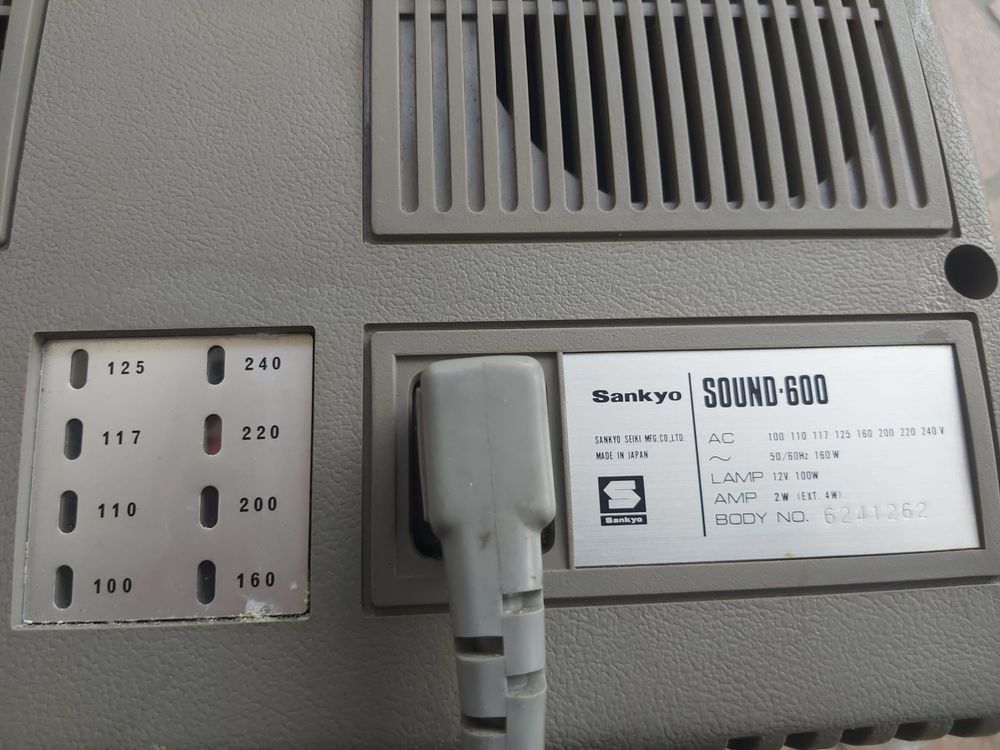 125 240
117 220
110 200
100 160
Sankyo
SANKYO SEIKI MFG.CO.,LTD.
MADE IN JAPAN
S
Sankyo
SOUND·600
AC 100 110 117 125 160 200 220 240 V
~ 50/60Hz 160W
LAMP 12V 100W
AMP 2W (EXT. 4W)
BODY NO. 6241262